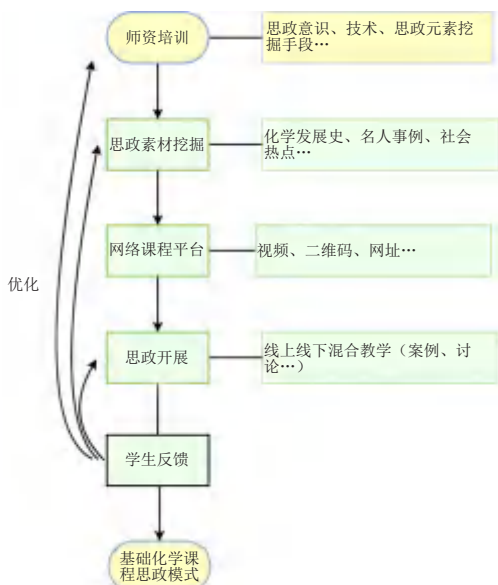 师资培训
思政意识、技术、思政元素挖
掘手段…
思政素材挖掘
化学发展史、名人事例、社会
热点…
网络课程平台
视频、二维码、网址…
优化
思政开展
线上线下混合教学（案例、讨
论…）
学生反馈
基础化学课
程思政模式